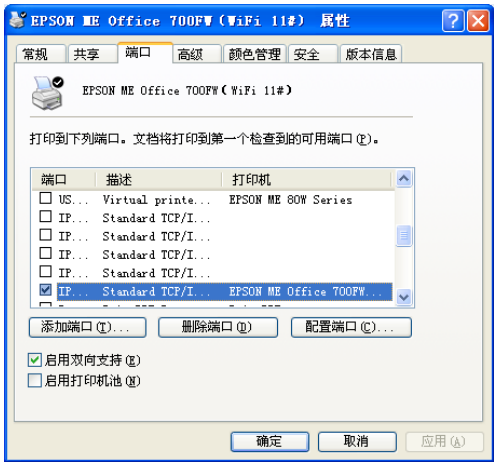 EPSON ME Office 700FW(WiFi 11#) 属性
常规 共享 端口 高级 颜色管理 安全 版本信息
EPSON ME Office 700FW(WiFi 11#)
打印到下列端口。文档将打印到第一个检查到的可用端口(P)。
端口 描述 打印机
US... Virtual printe... EPSON ME 80W Series
IP... Standard TCP/I...
IP... Standard TCP/I...
IP... Standard TCP/I...
IP... Standard TCP/I...
IP... Standard TCP/I... EPSON ME Office 700FW...
添加端口(T)... 删除端口(D) 配置端口(C)...
启用双向支持(E)
启用打印机池(N)
确定 取消 应用(A)